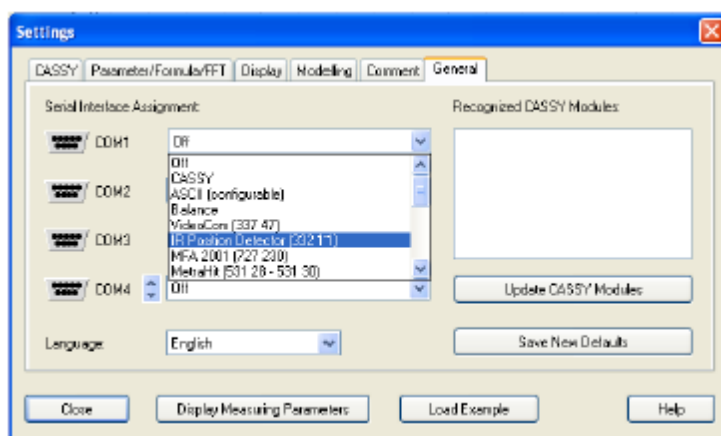 Settings
CASSY Parameter/Formula/FFT Display Modelling Comment General
Serial Interface Assignment:
Recognized CASSY Modules:
COM1
Off
Off
CASSY
ASCII (configurable)
Balance
VideoCom (337 47)
IR Position Detector (332 11)
MFA 2001 (727 230)
MetraHit (531 28 - 531 30)
COM2
COM3
COM4
Off
Update CASSY Modules
Language:
English
Save New Defaults
Close
Display Measuring Parameters
Load Example
Help